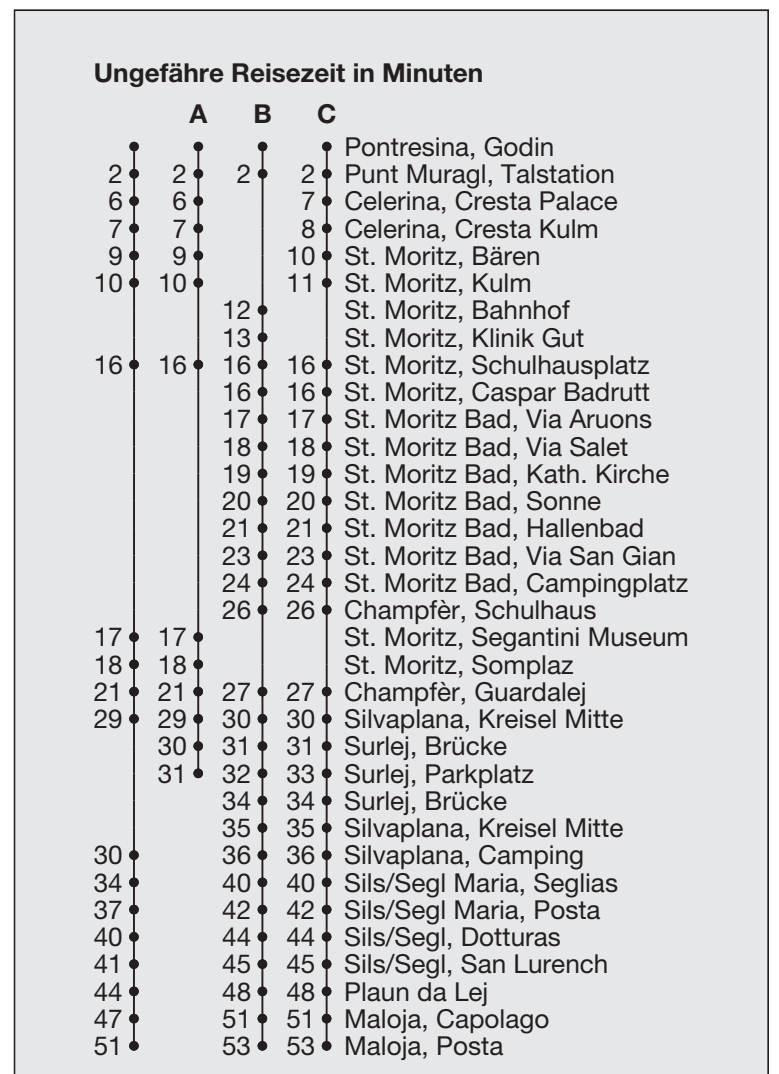 Ungefähre Reisezeit in Minuten
A B C
Pontresina, Godin
2 2 2 2 Punt Muragl, Talstation
6 6 7 Celerina, Cresta Palace
7 7 8 Celerina, Cresta Kulm
9 9 10 St. Moritz, Bären
10 10 11 St. Moritz, Kulm
12 St. Moritz, Bahnhof
13 St. Moritz, Klinik Gut
16 16 16 16 St. Moritz, Schulhausplatz
16 16 St. Moritz, Caspar Badrutt
17 17 St. Moritz Bad, Via Aruons
18 18 St. Moritz Bad, Via Salet
19 19 St. Moritz Bad, Kath. Kirche
20 20 St. Moritz Bad, Sonne
21 21 St. Moritz Bad, Hallenbad
23 23 St. Moritz Bad, Via San Gian
24 24 St. Moritz Bad, Campingplatz
26 26 Champfèr, Schulhaus
17 17 St. Moritz, Segantini Museum
18 18 St. Moritz, Somplaz
21 21 27 27 Champfèr, Guardalej
29 29 30 30 Silvaplana, Kreisel Mitte
30 31 31 Surlej, Brücke
31 32 33 Surlej, Parkplatz
34 34 Surlej, Brücke
35 35 Silvaplana, Kreisel Mitte
30 36 36 Silvaplana, Camping
34 40 40 Sils/Segl Maria, Seglias
37 42 42 Sils/Segl Maria, Posta
40 44 44 Sils/Segl, Dotturas
41 45 45 Sils/Segl, San Lurench
44 48 48 Plaun da Lej
47 51 51 Maloja, Capolago
51 53 53 Maloja, Posta